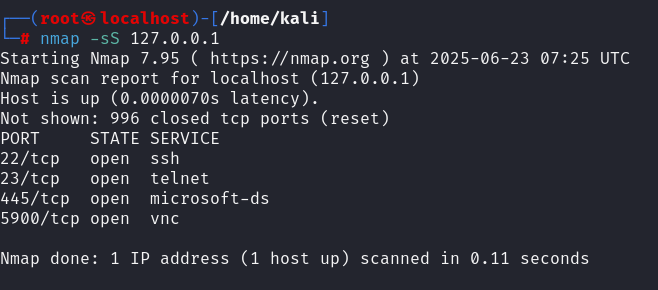 ┌──(root㉿localhost)-[/home/kali]
└─# nmap -sS 127.0.0.1
Starting Nmap 7.95 ( https://nmap.org ) at 2025-06-23 07:25 UTC
Nmap scan report for localhost (127.0.0.1)
Host is up (0.0000070s latency).
Not shown: 996 closed tcp ports (reset)
PORT     STATE SERVICE
22/tcp   open  ssh
23/tcp   open  telnet
445/tcp  open  microsoft-ds
5900/tcp open  vnc
Nmap done: 1 IP address (1 host up) scanned in 0.11 seconds